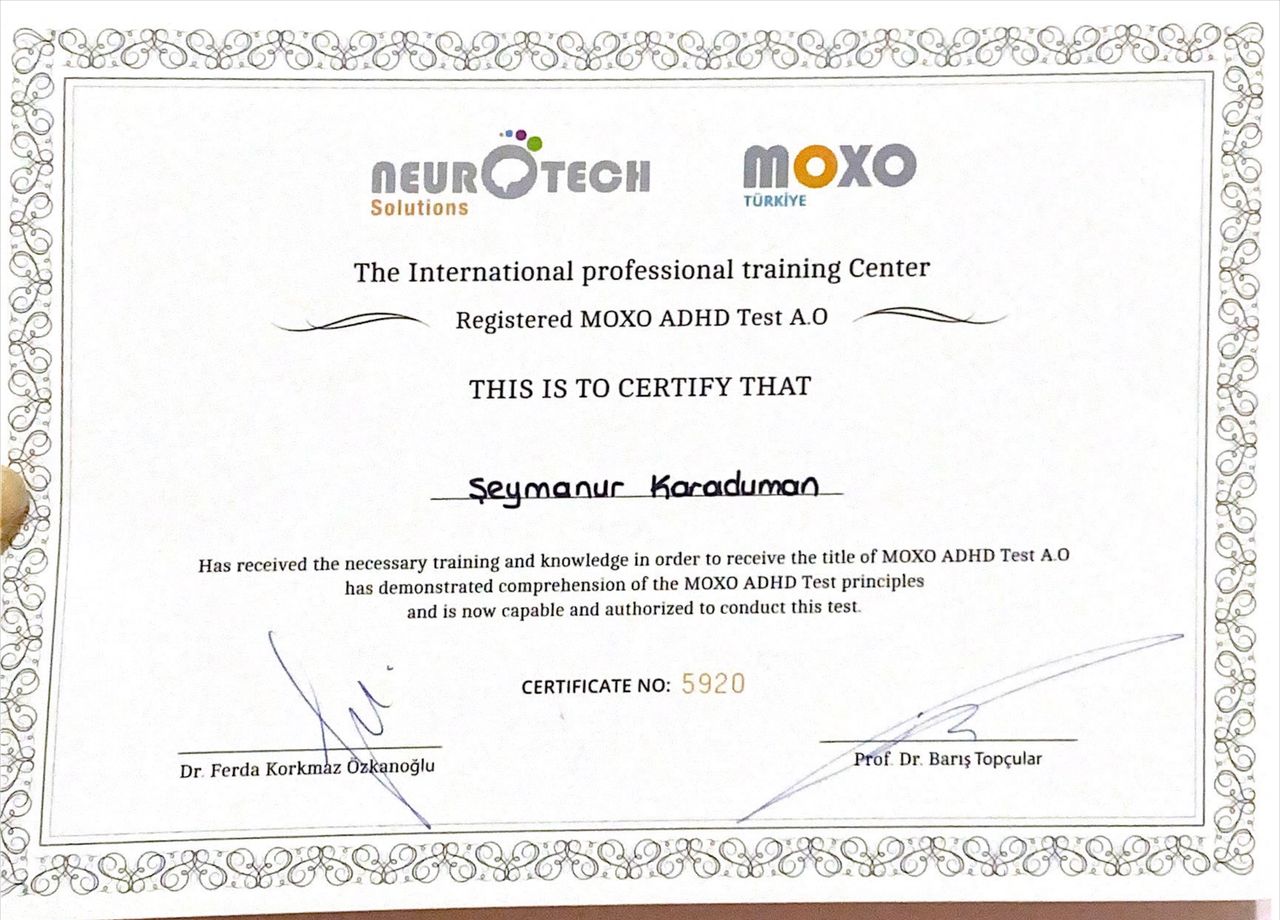 NEUROTECH
Solutions
MOXO
TÜRKİYE
The International professional training Center
Registered MOXO ADHD Test A.O
THIS IS TO CERTIFY THAT
Şeymanur Karaduman
Has received the necessary training and knowledge in order to receive the title of MOXO ADHD Test A.O
has demonstrated comprehension of the MOXO ADHD Test principles
and is now capable and authorized to conduct this test.
CERTIFICATE NO: 5920
Dr. Ferda Korkmaz Özkanoğlu
Prof. Dr. Barış Topçular